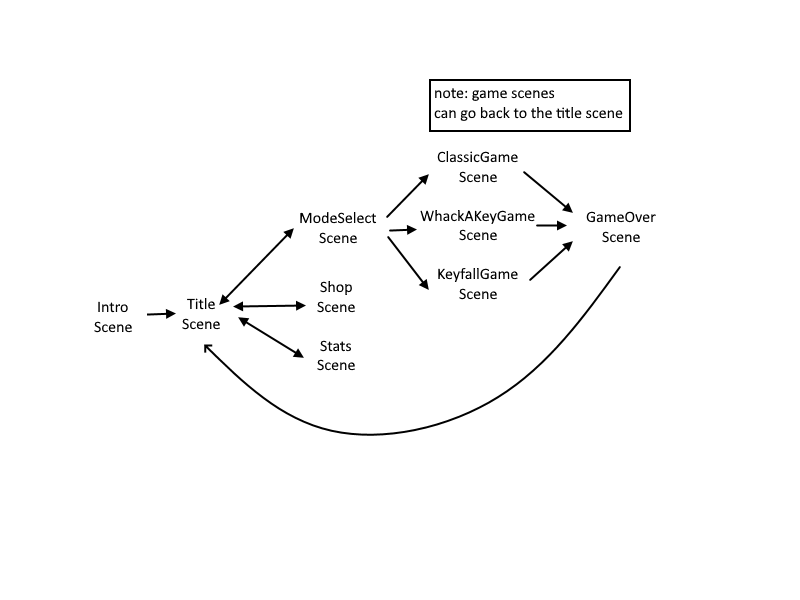 note: game scenes
can go back to the title scene
ClassicGame
Scene
ModeSelect
Scene
WhackAKeyGame
Scene
GameOver
Scene
KeyfallGame
Scene
Shop
Scene
Intro
Scene
Title
Scene
Stats
Scene